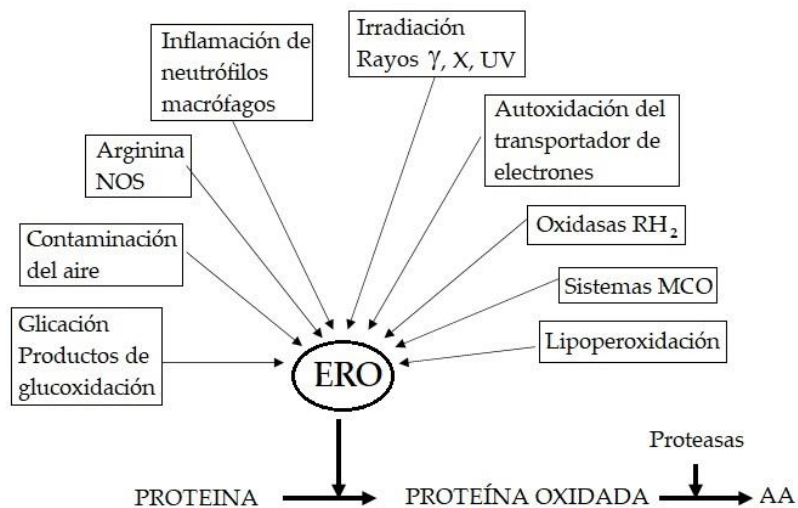 Inflamación de
neutrófilos
macrófagos
Irradiación
Rayos γ, X, UV
Arginina
NOS
Autoxidación del
transportador de
electrones
Contaminación
del aire
Oxidasas RH₂
Sistemas MCO
Glicación
Productos de
glucoxidación
Lipoperoxidación
ERO
Proteasas
PROTEINA PROTEÍNA OXIDADA AA